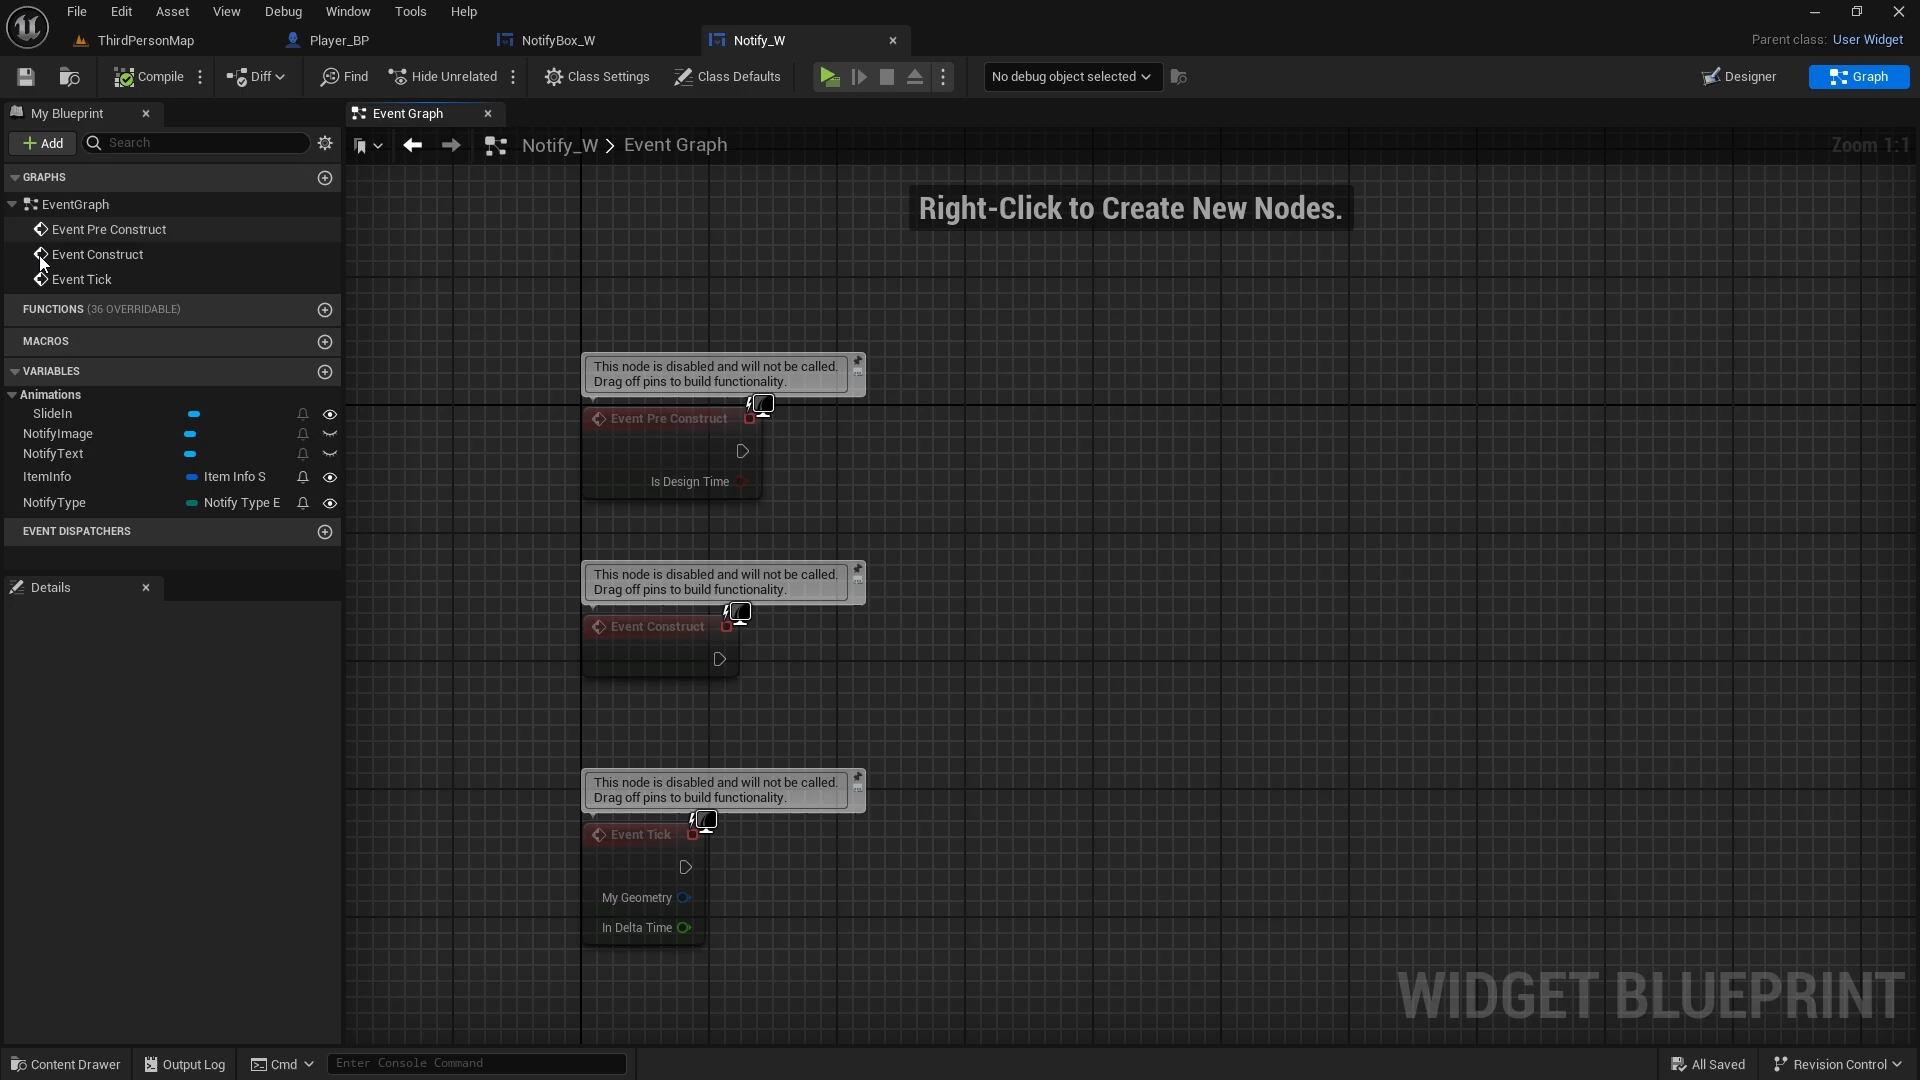 File Edit Asset View Debug Window Tools Help
ThirdPersonMap Player_BP NotifyBox_W Notify_W
Parent class: User Widget
Compile Diff Find Hide Unrelated Class Settings Class Defaults No debug object selected Designer Graph
My Blueprint
Event Graph
Add Search
Notify_W > Event Graph
Zoom 1:1
GRAPHS
EventGraph
Event Pre Construct
Event Construct
Event Tick
FUNCTIONS (36 OVERRIDABLE)
MACROS
VARIABLES
Animations
SlideIn
NotifyImage
NotifyText
ItemInfo Item Info S
NotifyType Notify Type E
EVENT DISPATCHERS
Details
Right-Click to Create New Nodes.
This node is disabled and will not be called.
Drag off pins to build functionality.
Event Pre Construct
Is Design Time
This node is disabled and will not be called.
Drag off pins to build functionality.
Event Construct
This node is disabled and will not be called.
Drag off pins to build functionality.
Event Tick
My Geometry
In Delta Time
WIDGET BLUEPRINT
Content Drawer Output Log Cmd Enter Console Command All Saved Revision Control